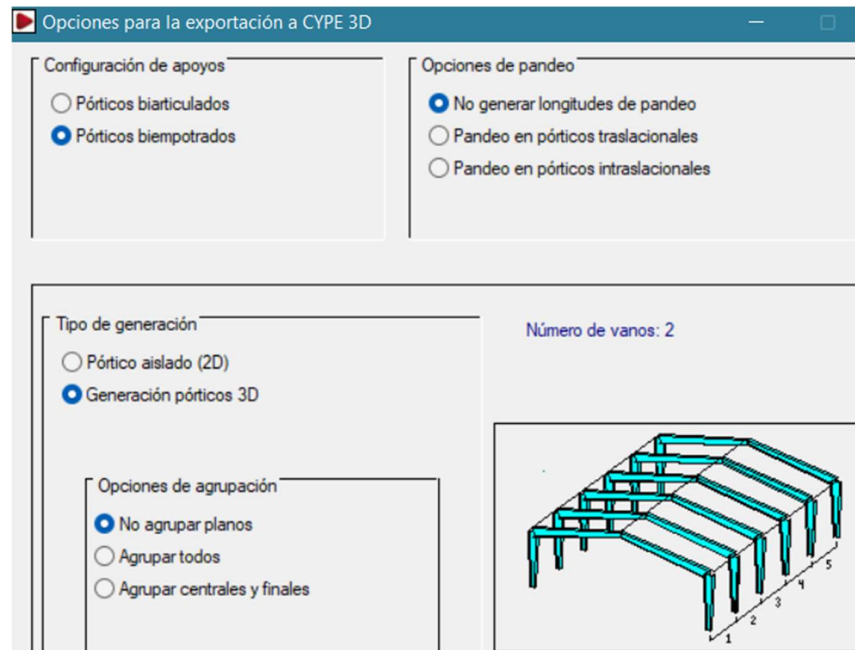 Opciones para la exportación a CYPE 3D
Configuración de apoyos
Pórticos biarticulados
Pórticos biempotrados
Opciones de pandeo
No generar longitudes de pandeo
Pandeo en pórticos traslacionales
Pandeo en pórticos intraslacionales
Tipo de generación
Pórtico aislado (2D)
Generación pórticos 3D
Opciones de agrupación
No agrupar planos
Agrupar todos
Agrupar centrales y finales
Número de vanos: 2
1
2
3
4
5